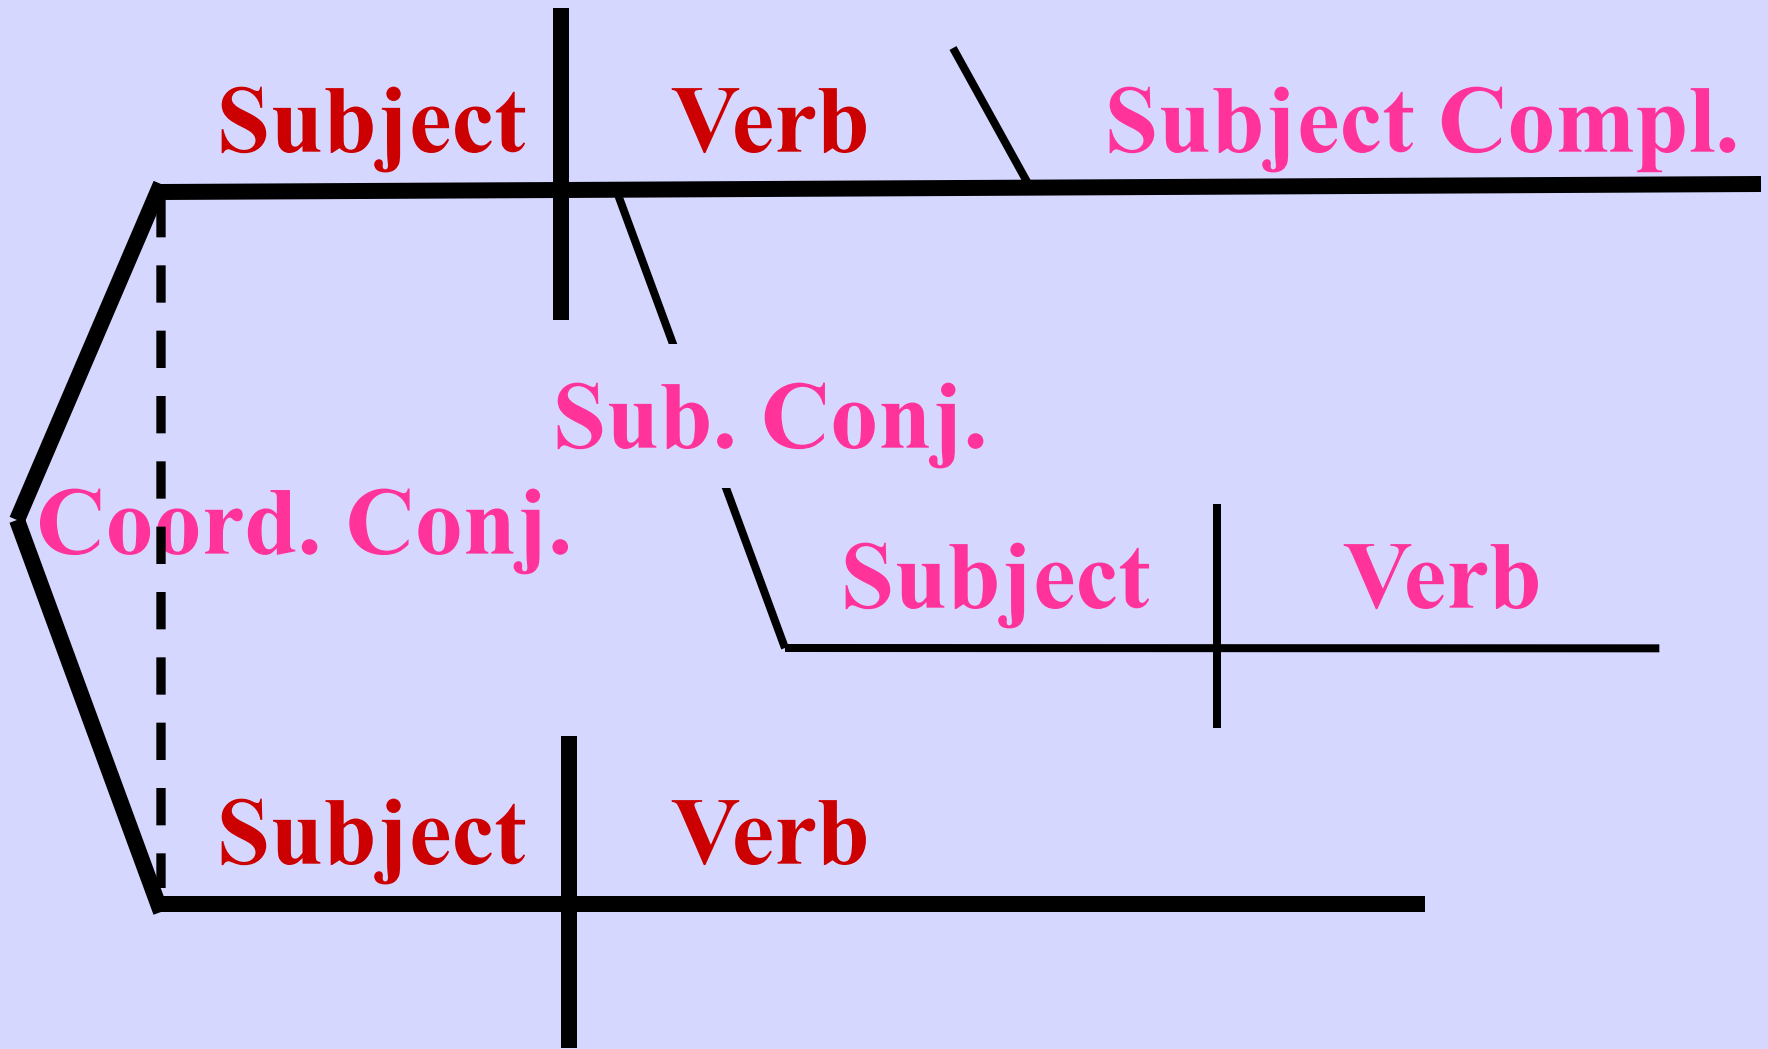 Subject Verb Subject Compl.
Sub. Conj.
Coord. Conj.
Subject Verb
Subject Verb